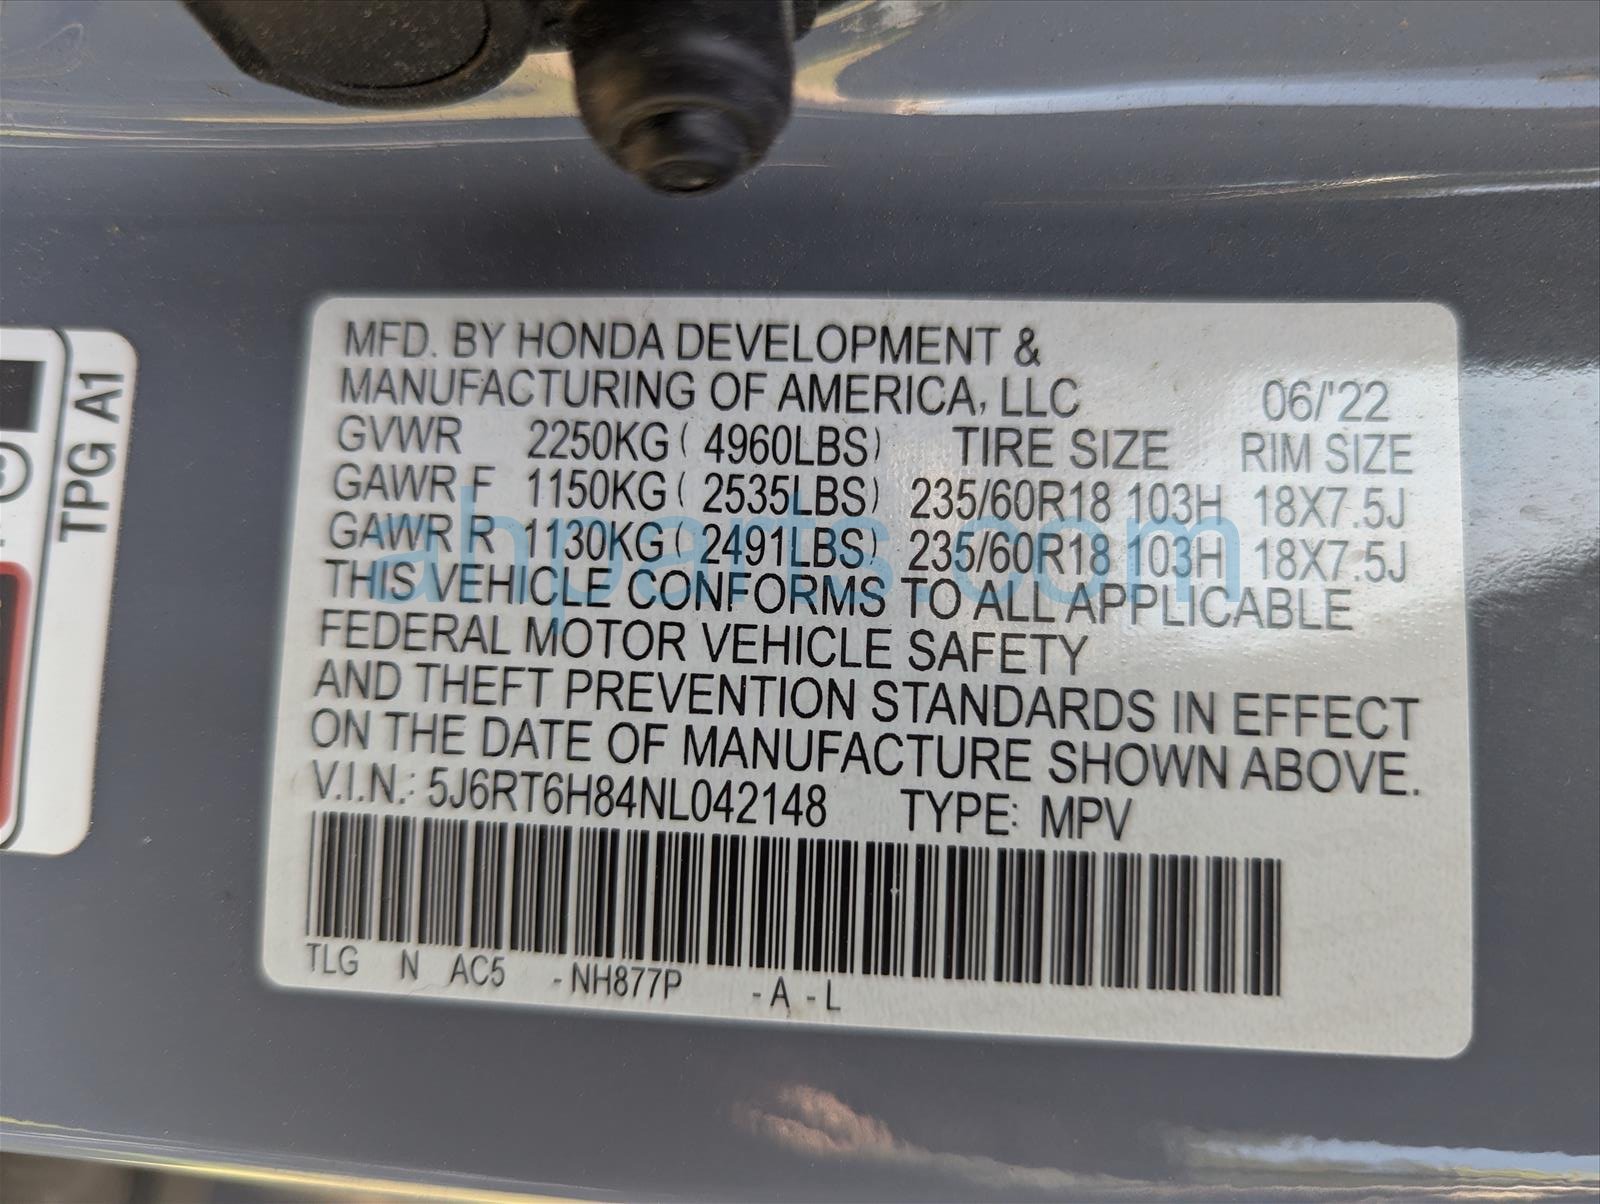 MFD. BY HONDA DEVELOPMENT &
MANUFACTURING OF AMERICA, LLC 06/'22
GVWR 2250KG ( 4960LBS) TIRE SIZE RIM SIZE
GAWR F 1150KG ( 2535LBS) 235/60R18 103H 18X7.5J
GAWR R 1130KG ( 2491LBS) 235/60R18 103H 18X7.5J
THIS VEHICLE CONFORMS TO ALL APPLICABLE
FEDERAL MOTOR VEHICLE SAFETY
AND THEFT PREVENTION STANDARDS IN EFFECT
ON THE DATE OF MANUFACTURE SHOWN ABOVE.
V.I.N.: 5J6RT6H84NL042148 TYPE: MPV
TLG N AC5 -NH877P -A -L
TPG A1
ahparts.com